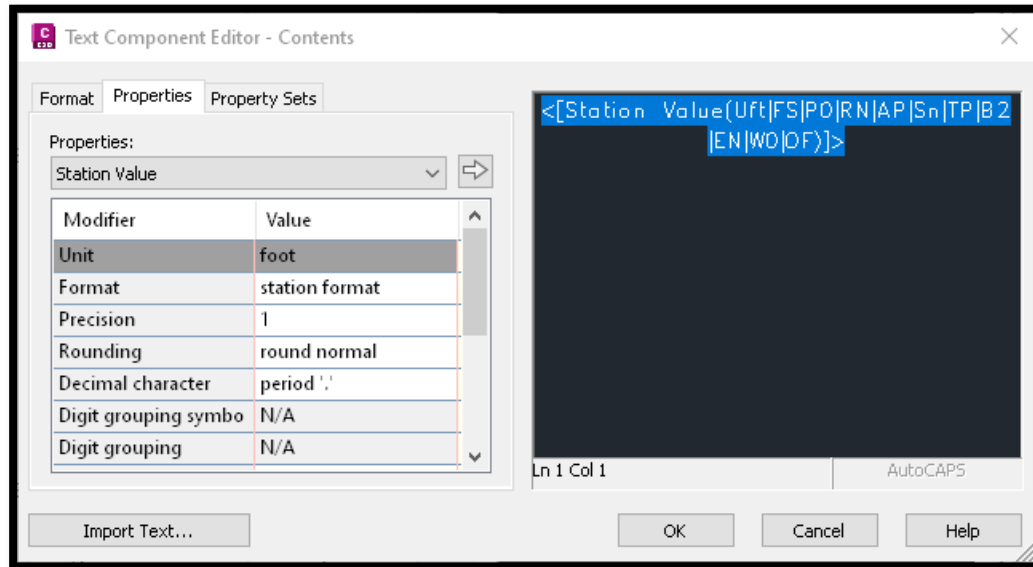 C
C3D
Text Component Editor - Contents
Format Properties Property Sets
Properties:
Station Value
Modifier Value
Unit foot
Format station format
Precision 1
Rounding round normal
Decimal character period '.'
Digit grouping symbo N/A
Digit grouping N/A
<[Station Value(Uft|FS|P0|RN|AP|Sn|TP|B2
|EN|W0|OF)]>
Ln 1 Col 1 AutoCAPS
Import Text... OK Cancel Help